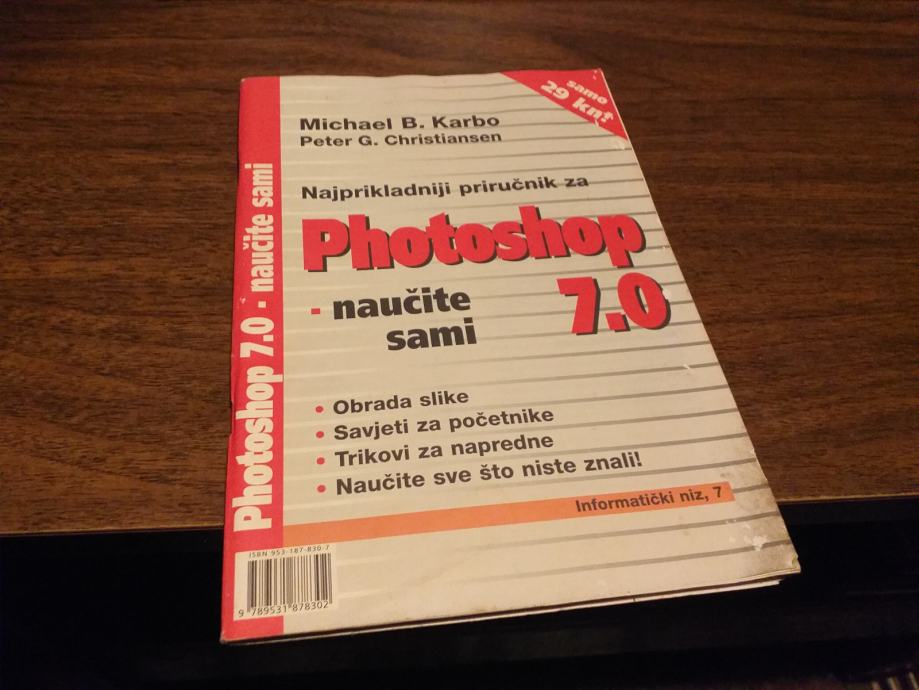 samo
29 kn!
Michael B. Karbo
Peter G. Christiansen
Najprikladniji priručnik za
Photoshop
7.0
- naučite
sami
• Obrada slike
• Savjeti za početnike
• Trikovi za napredne
• Naučite sve što niste znali!
Informatički niz, 7
Photoshop 7.0 - naučite sami
ISBN 953-187-830-7
9 789531 878302